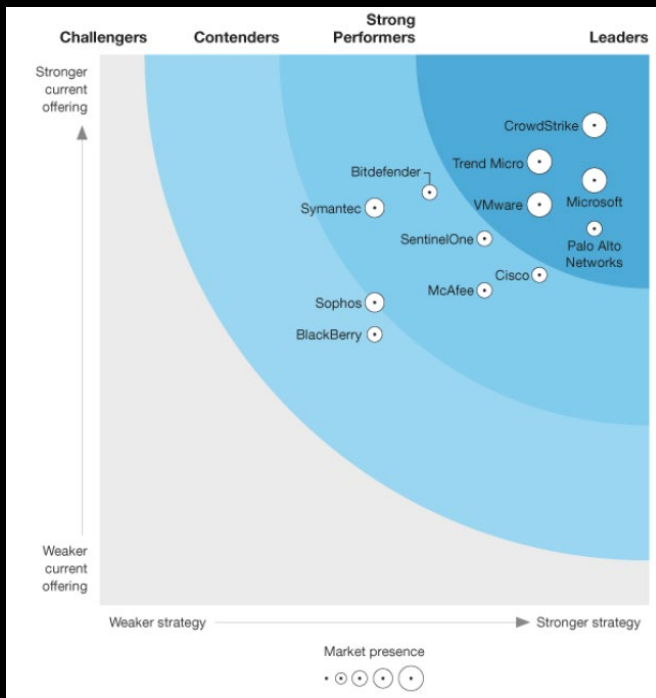 Challengers
Contenders
Strong
Performers
Leaders
Stronger
current
offering
CrowdStrike
Trend Micro
Bitdefender
Microsoft
Symantec
VMware
SentinelOne
Palo Alto
Networks
Cisco
McAfee
Sophos
BlackBerry
Weaker
current
offering
Weaker strategy
Stronger strategy
Market presence